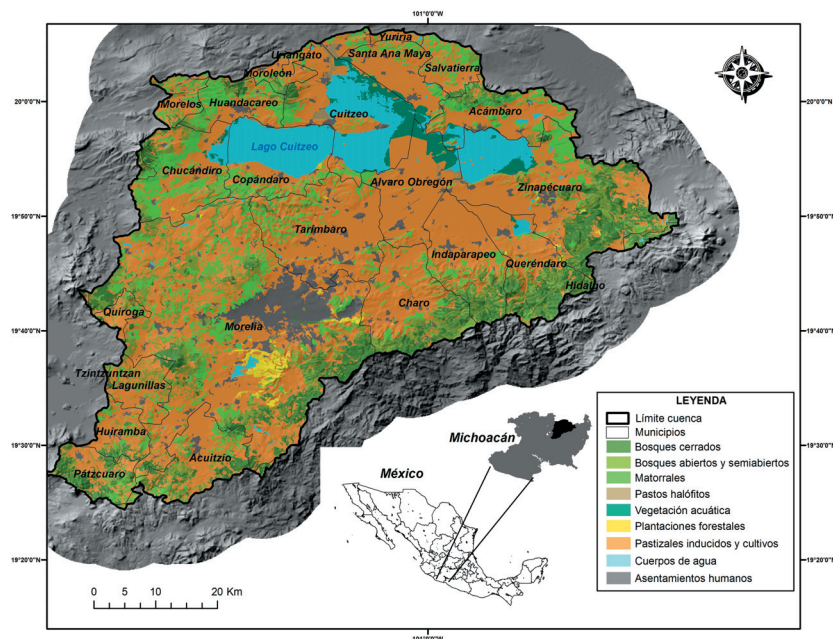 101°0'0"O
Yuriria
Uriangato
Santa Ana Maya
Moroleón
Salvatierra
20°0'0"N
20°0'0"N
Morelos
Huandacareo
Cuitzeo
Acámbaro
Lago Cuitzeo
Chucándiro
Copándaro
Alvaro Obregón
Zinapécuaro
19°50'0"N
19°50'0"N
Tarímbaro
Indaparapeo
Queréndaro
Hidalgo
Quiroga
Charo
19°40'0"N
19°40'0"N
Morelia
Tzintzuntzan
Lagunillas
19°30'0"N
19°30'0"N
Huiramba
Acuitzio
Pátzcuaro
Michoacán
México
19°20'0"N
19°20'0"N
LEYENDA
Límite cuenca
Municipios
Bosques cerrados
Bosques abiertos y semiabiertos
Matorrales
Pastos halófitos
Vegetación acuática
Plantaciones forestales
Pastizales inducidos y cultivos
Cuerpos de agua
Asentamientos humanos
0 5 10 20 Km